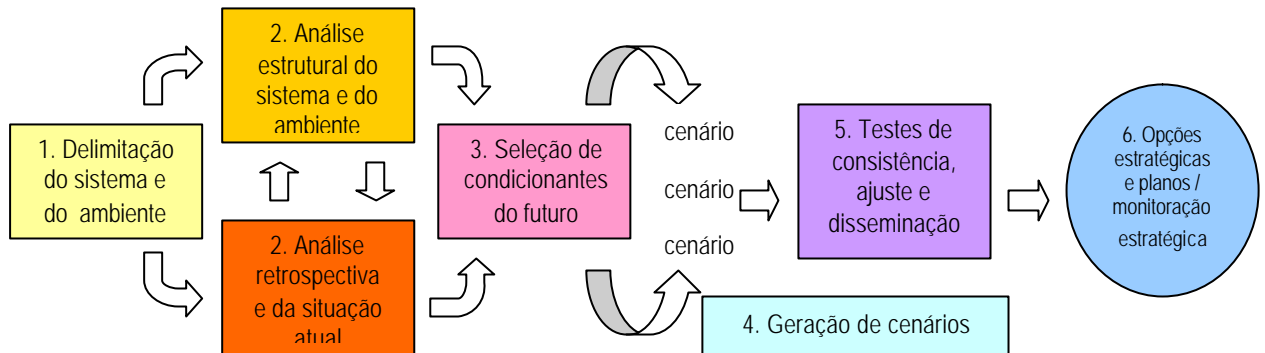 1. Delimitação
do sistema e
do ambiente
2. Análise
estrutural do
sistema e do
ambiente
2. Análise
retrospectiva
e da situação
atual
3. Seleção de
condicionantes
do futuro
cenário
cenário
cenário
4. Geração de cenários
5. Testes de
consistência,
ajuste e
disseminação
6. Opções
estratégicas
e planos /
monitoração
estratégica